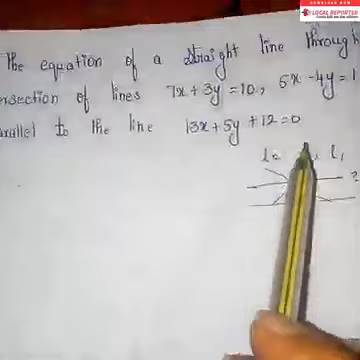 LOCAL REPORTER
The equation of a straight line through
ersection of lines 7x + 3y = 10, 5x - 4y = 1
arallel to the line 13x + 5y + 12 = 0
l₂ l₁
?